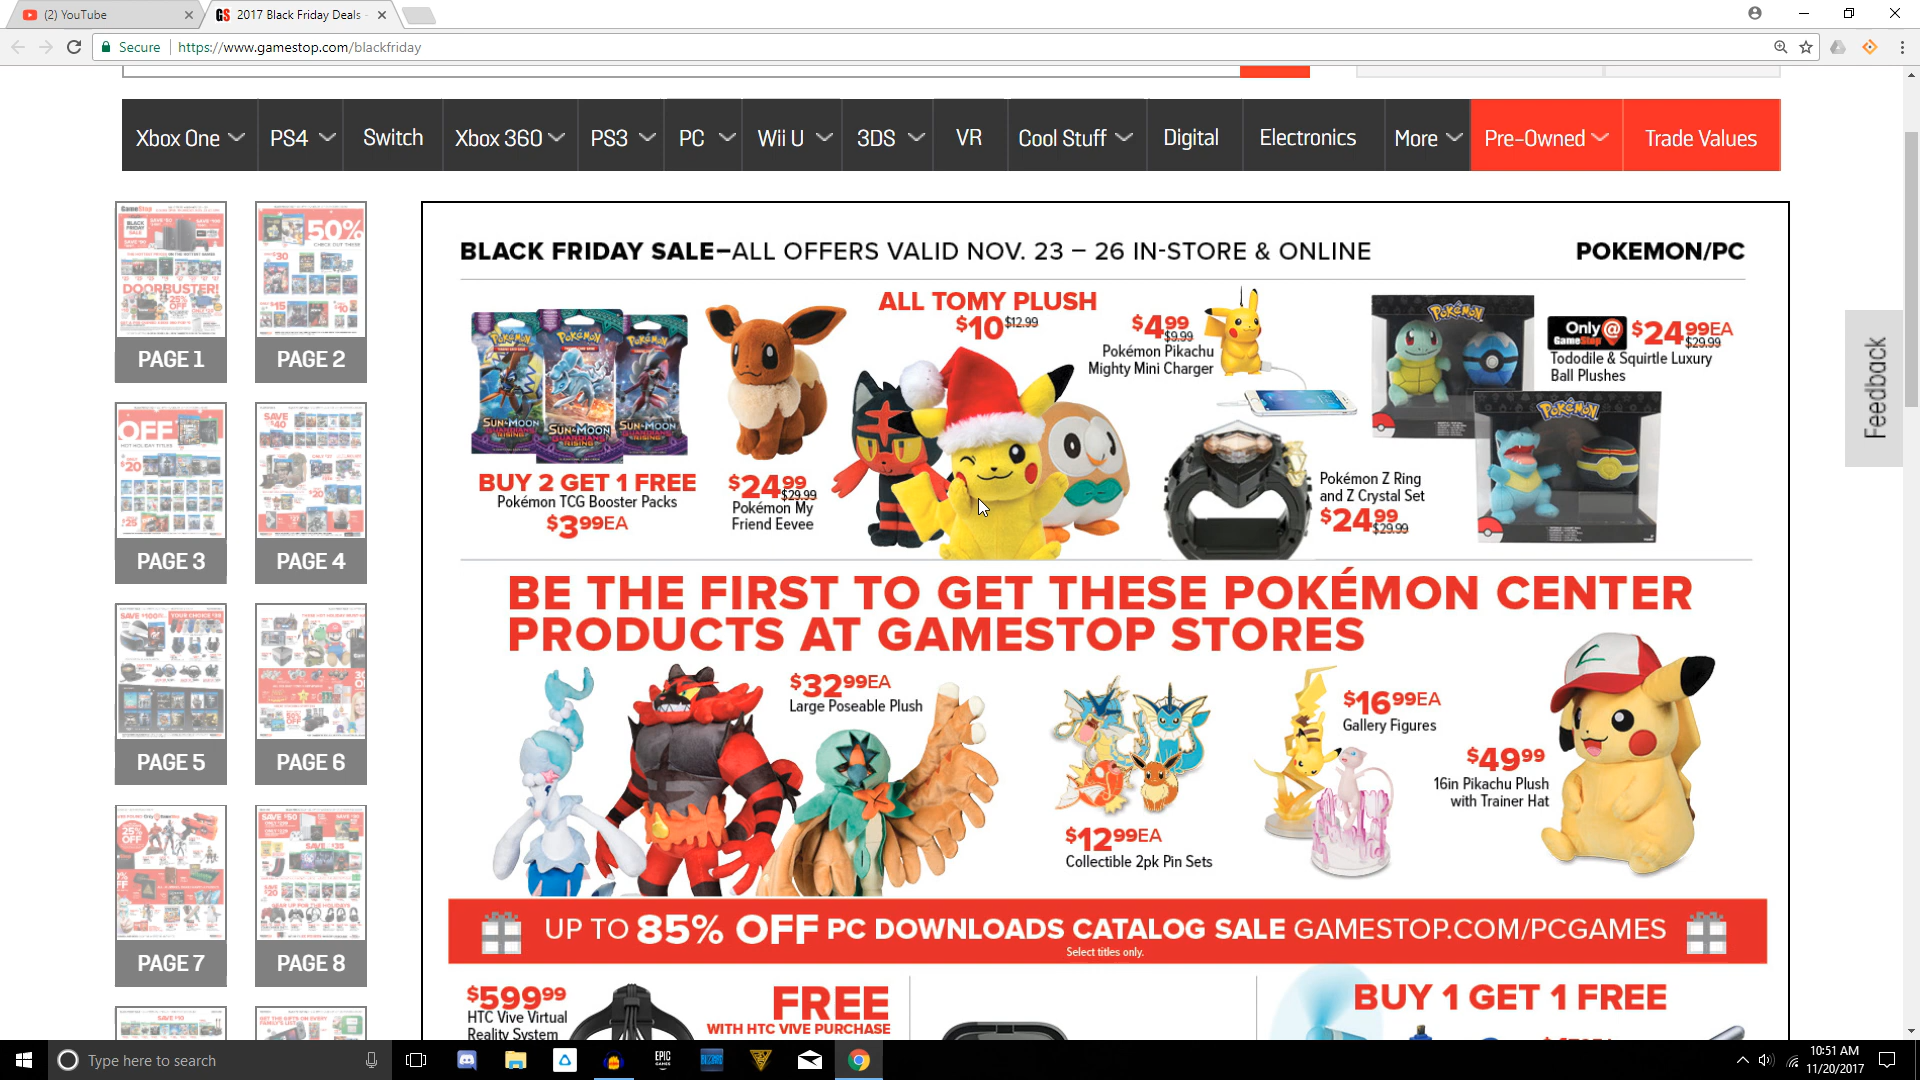 (2) YouTube
GS 2017 Black Friday Deals -
Secure https://www.gamestop.com/blackfriday
Xbox One PS4 Switch Xbox 360 PS3 PC Wii U 3DS VR Cool Stuff Digital Electronics More Pre-Owned Trade Values
PAGE 1
PAGE 2
PAGE 3
PAGE 4
PAGE 5
PAGE 6
PAGE 7
PAGE 8
BLACK FRIDAY SALE–ALL OFFERS VALID NOV. 23 – 26 IN-STORE & ONLINE POKEMON/PC
BUY 2 GET 1 FREE
Pokémon TCG Booster Packs
$3.99EA
$24.99 $29.99
Pokémon My
Friend Eevee
ALL TOMY PLUSH
$10 $12.99
$4.99 $9.99
Pokémon Pikachu
Mighty Mini Charger
Pokémon Z Ring
and Z Crystal Set
$24.99 $29.99
Only@
GameStop
$24.99EA $29.99
Tododile & Squirtle Luxury
Ball Plushes
BE THE FIRST TO GET THESE POKÉMON CENTER
PRODUCTS AT GAMESTOP STORES
$32.99EA
Large Poseable Plush
$12.99EA
Collectible 2pk Pin Sets
$16.99EA
Gallery Figures
$49.99
16in Pikachu Plush
with Trainer Hat
UP TO 85% OFF PC DOWNLOADS CATALOG SALE GAMESTOP.COM/PCGAMES
Select titles only.
$599.99
HTC Vive Virtual
Reality System
FREE
WITH HTC VIVE PURCHASE
BUY 1 GET 1 FREE
Feedback
Type here to search
EPIC
GAMES
10:51 AM
11/20/2017